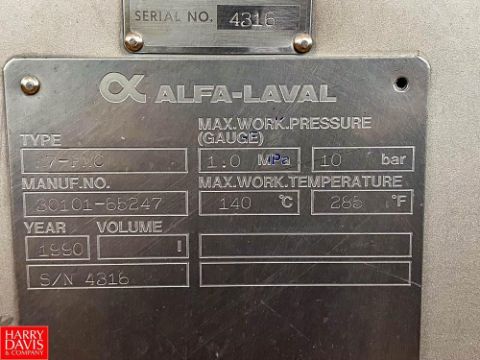 SERIAL NO. 4316
ALFA-LAVAL
TYPE
MAX.WORK.PRESSURE
(GAUGE)
1.0 MPa 10 bar
MANUF.NO.
MAX.WORK.TEMPERATURE
30101-66247
140 °C 285 °F
YEAR VOLUME
1990 l
S/N 4316
HARRY
DAVIS
& COMPANY